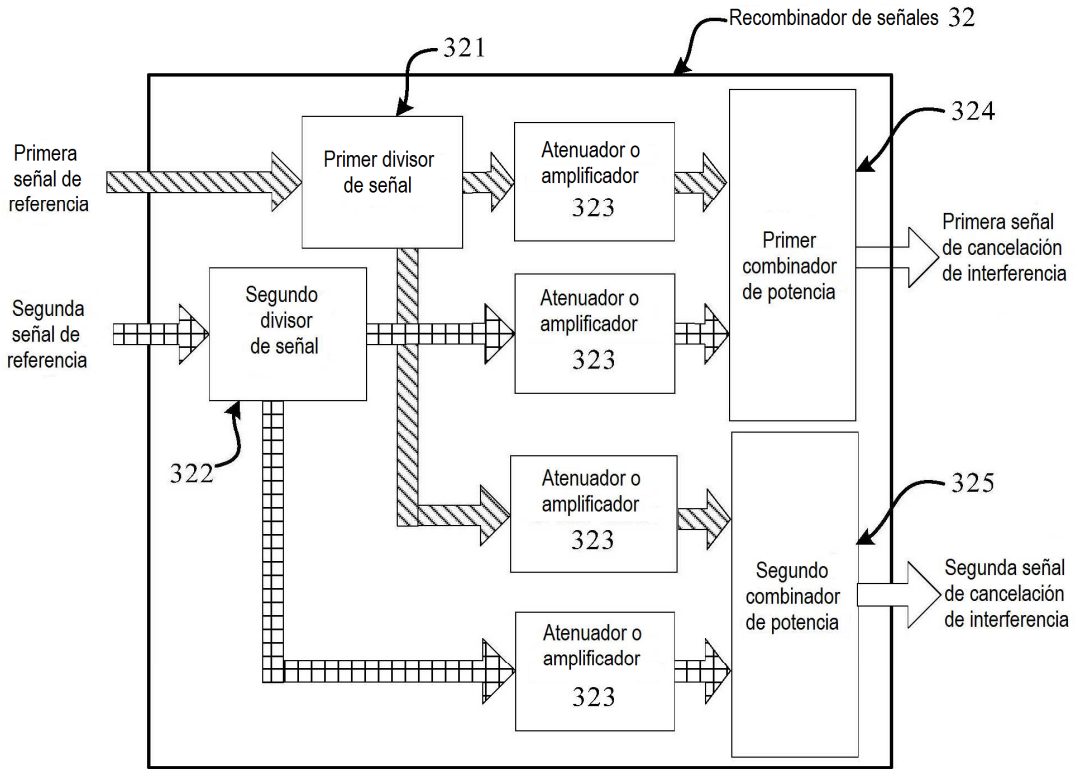 Recombinador de señales 32
321
324
Primera
señal de
referencia
Primer divisor
de señal
Atenuador o
amplificador
323
Primer
combinador
de potencia
Primera señal
de cancelación
de interferencia
Segunda
señal de
referencia
Segundo
divisor
de señal
Atenuador o
amplificador
323
322
Atenuador o
amplificador
323
325
Segundo
combinador
de potencia
Segunda señal
de cancelación
de interferencia
Atenuador o
amplificador
323